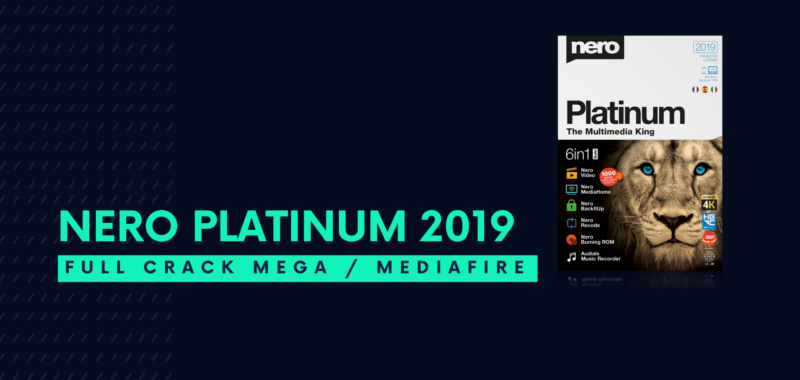 NERO PLATINUM 2019
FULL CRACK MEGA / MEDIAFIRE
nero
2019
Platinum
The Multimedia King
6in1
Nero
Video
Nero
MediaHome
Nero
BackItUp
Nero
Recode
Nero
Burning ROM
Audials
Music Recorder
1000
4K